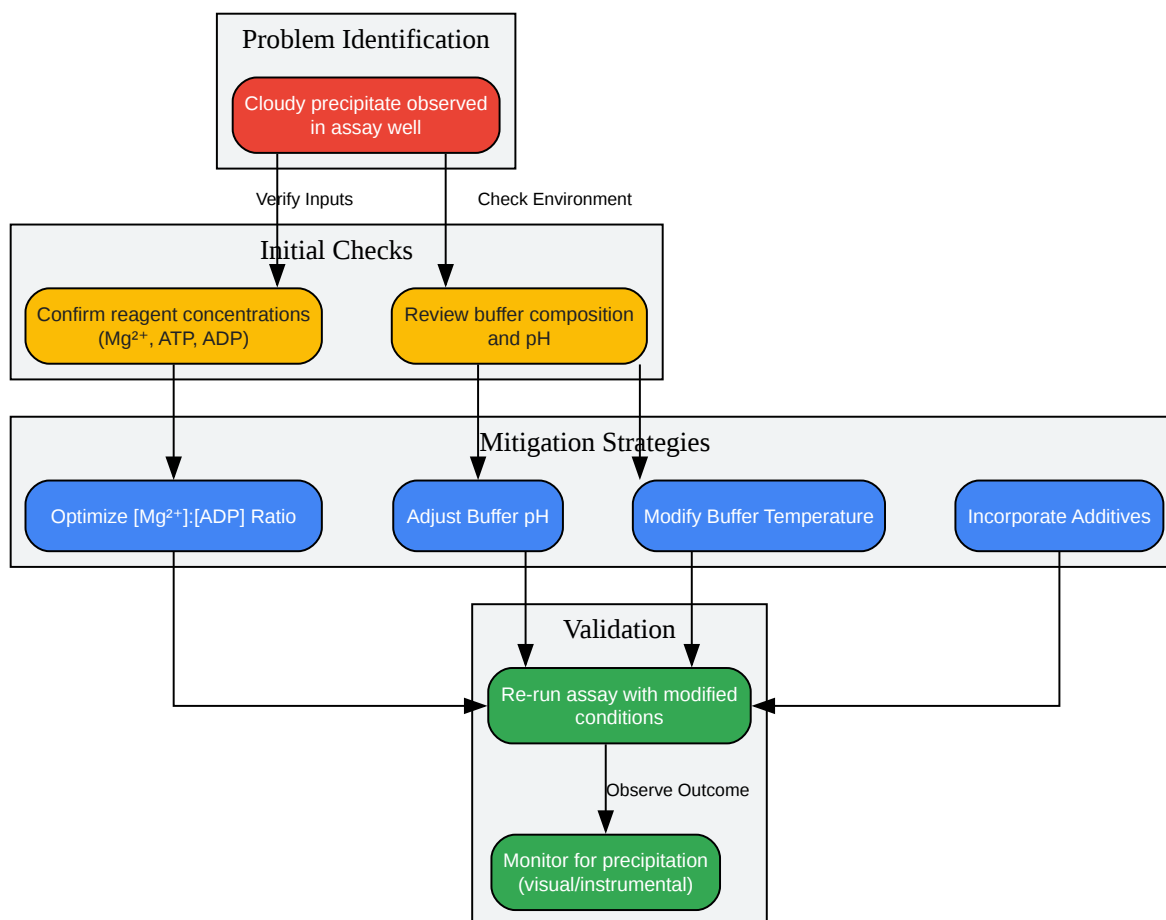 Problem Identification
Cloudy precipitate observed
in assay well
Verify Inputs
Check Environment
Initial Checks
Confirm reagent concentrations
(Mg²⁺, ATP, ADP)
Review buffer composition
and pH
Mitigation Strategies
Optimize [Mg²⁺]:[ADP] Ratio
Adjust Buffer pH
Modify Buffer Temperature
Incorporate Additives
Validation
Re-run assay with modified
conditions
Observe Outcome
Monitor for precipitation
(visual/instrumental)